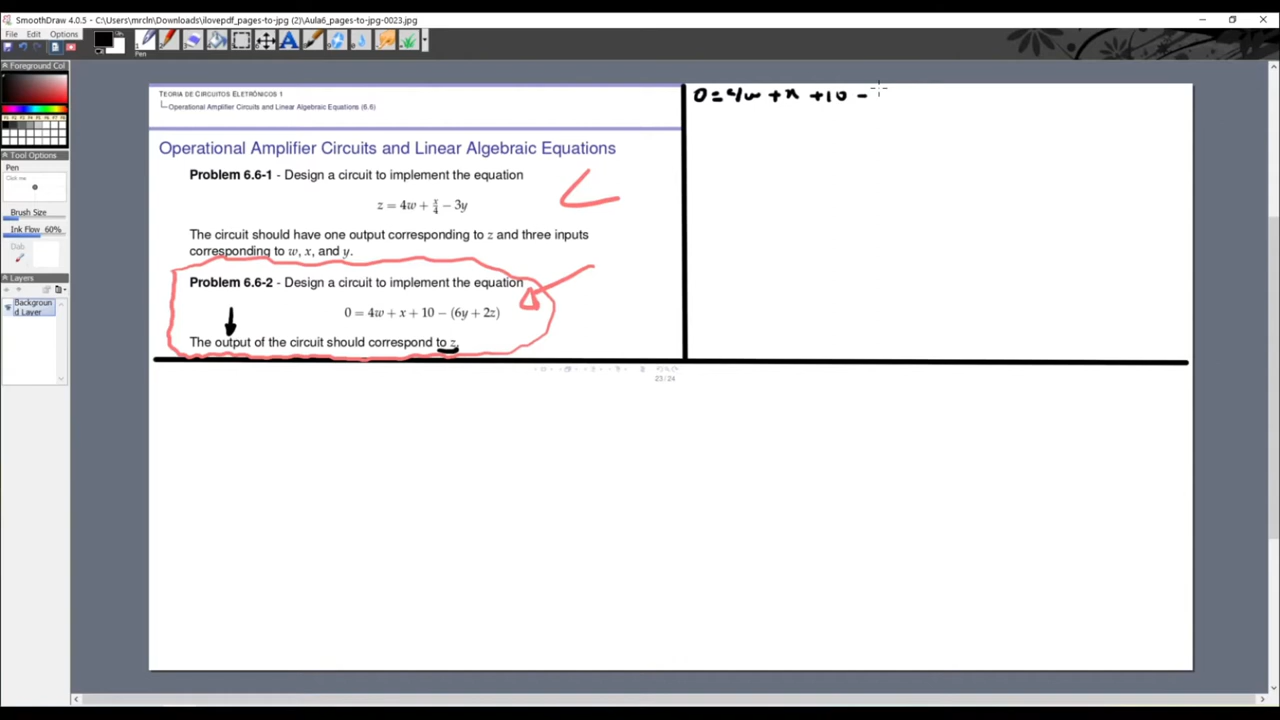 SmoothDraw 4.0.5 - C:\Users\mrcln\Downloads\ilovepdf_pages-to-jpg (2)\Aula6_pages-to-jpg-0023.jpg
File Edit Options
Pen
Foreground Col
Tool Options
Pen
Click me
Brush Size
Ink Flow 60%
Dab
Layers
Background Layer
TEORIA DE CIRCUITOS ELETRÓNICOS 1
Operational Amplifier Circuits and Linear Algebraic Equations (6.6)
Operational Amplifier Circuits and Linear Algebraic Equations
Problem 6.6-1 - Design a circuit to implement the equation
z = 4w + x/4 − 3y
The circuit should have one output corresponding to z and three inputs
corresponding to w, x, and y.
Problem 6.6-2 - Design a circuit to implement the equation
0 = 4w + x + 10 − (6y + 2z)
The output of the circuit should correspond to z.
23 / 24
0 = 4w + x + 10 −